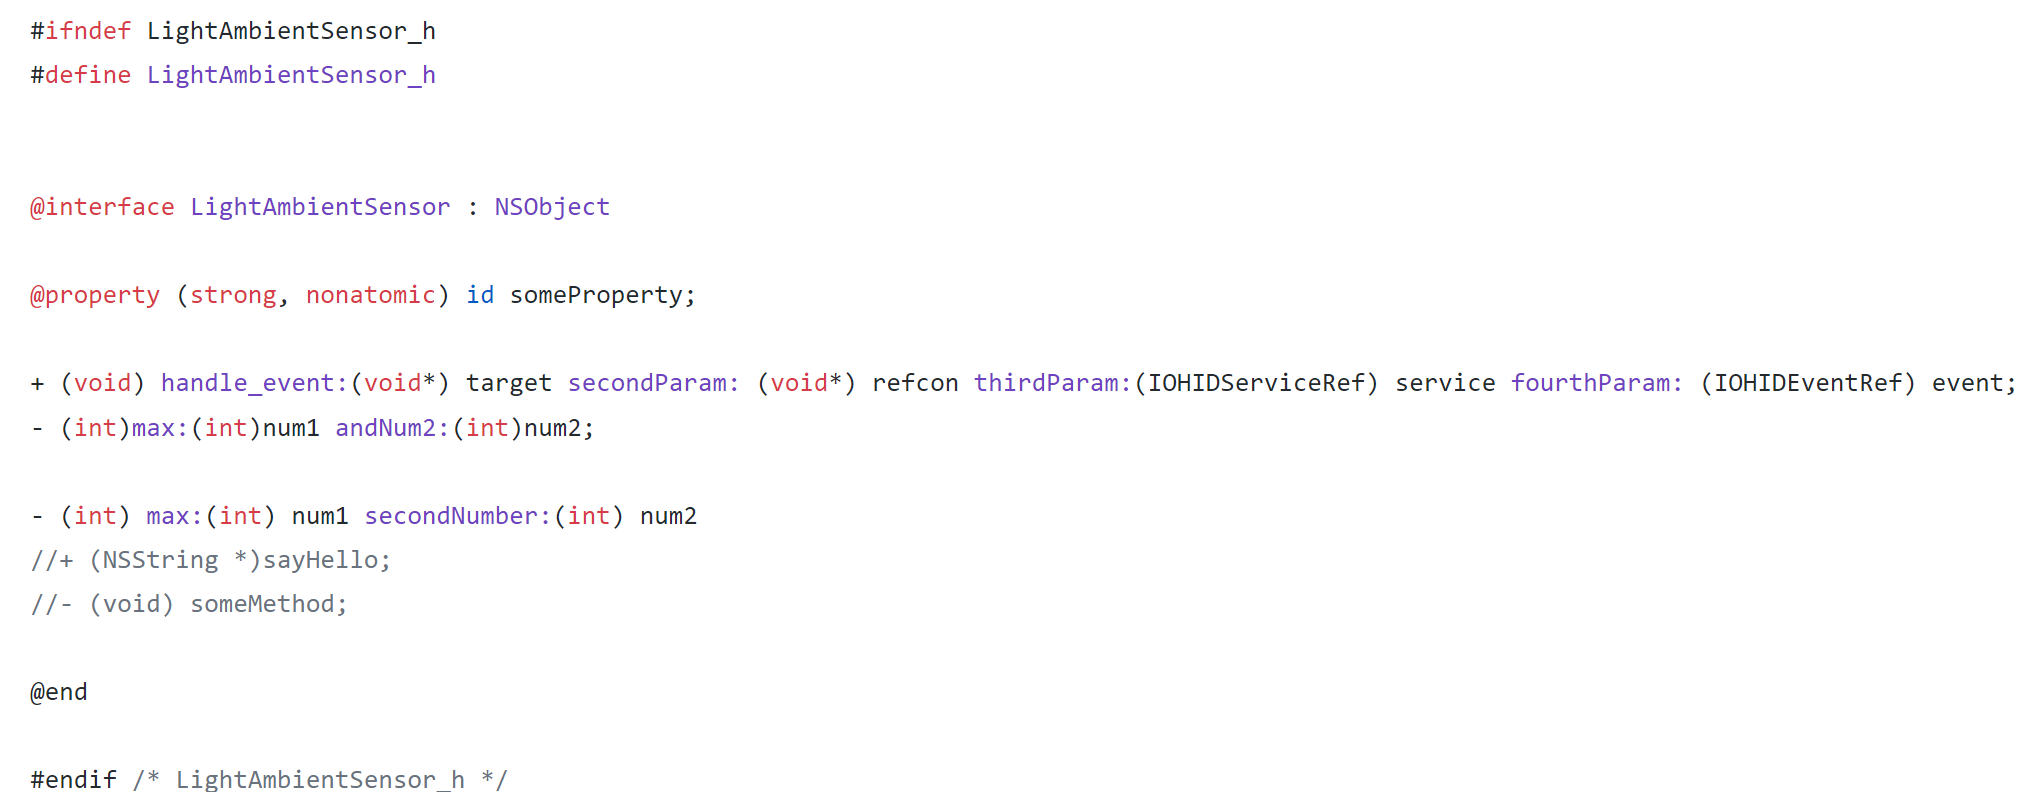 #ifndef LightAmbientSensor_h
#define LightAmbientSensor_h
@interface LightAmbientSensor : NSObject
@property (strong, nonatomic) id someProperty;
+ (void) handle_event:(void*) target secondParam: (void*) refcon thirdParam:(IOHIDServiceRef) service fourthParam: (IOHIDEventRef) event;
- (int)max:(int)num1 andNum2:(int)num2;
- (int) max:(int) num1 secondNumber:(int) num2
//+ (NSString *)sayHello;
//- (void) someMethod;
@end
#endif /* LightAmbientSensor_h */